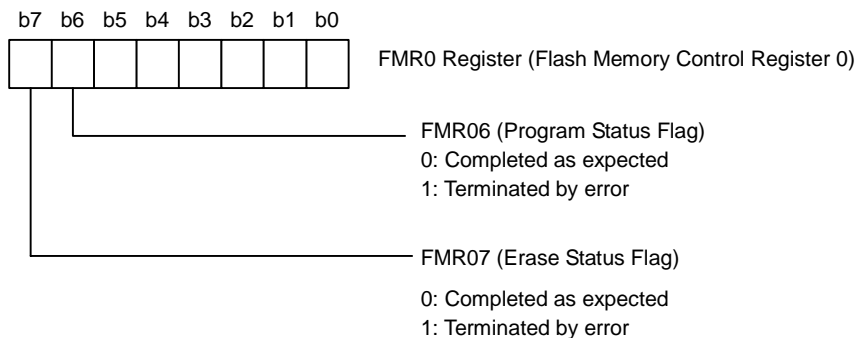 b7 b6 b5 b4 b3 b2 b1 b0
FMR0 Register (Flash Memory Control Register 0)
FMR06 (Program Status Flag)
0: Completed as expected
1: Terminated by error
FMR07 (Erase Status Flag)
0: Completed as expected
1: Terminated by error